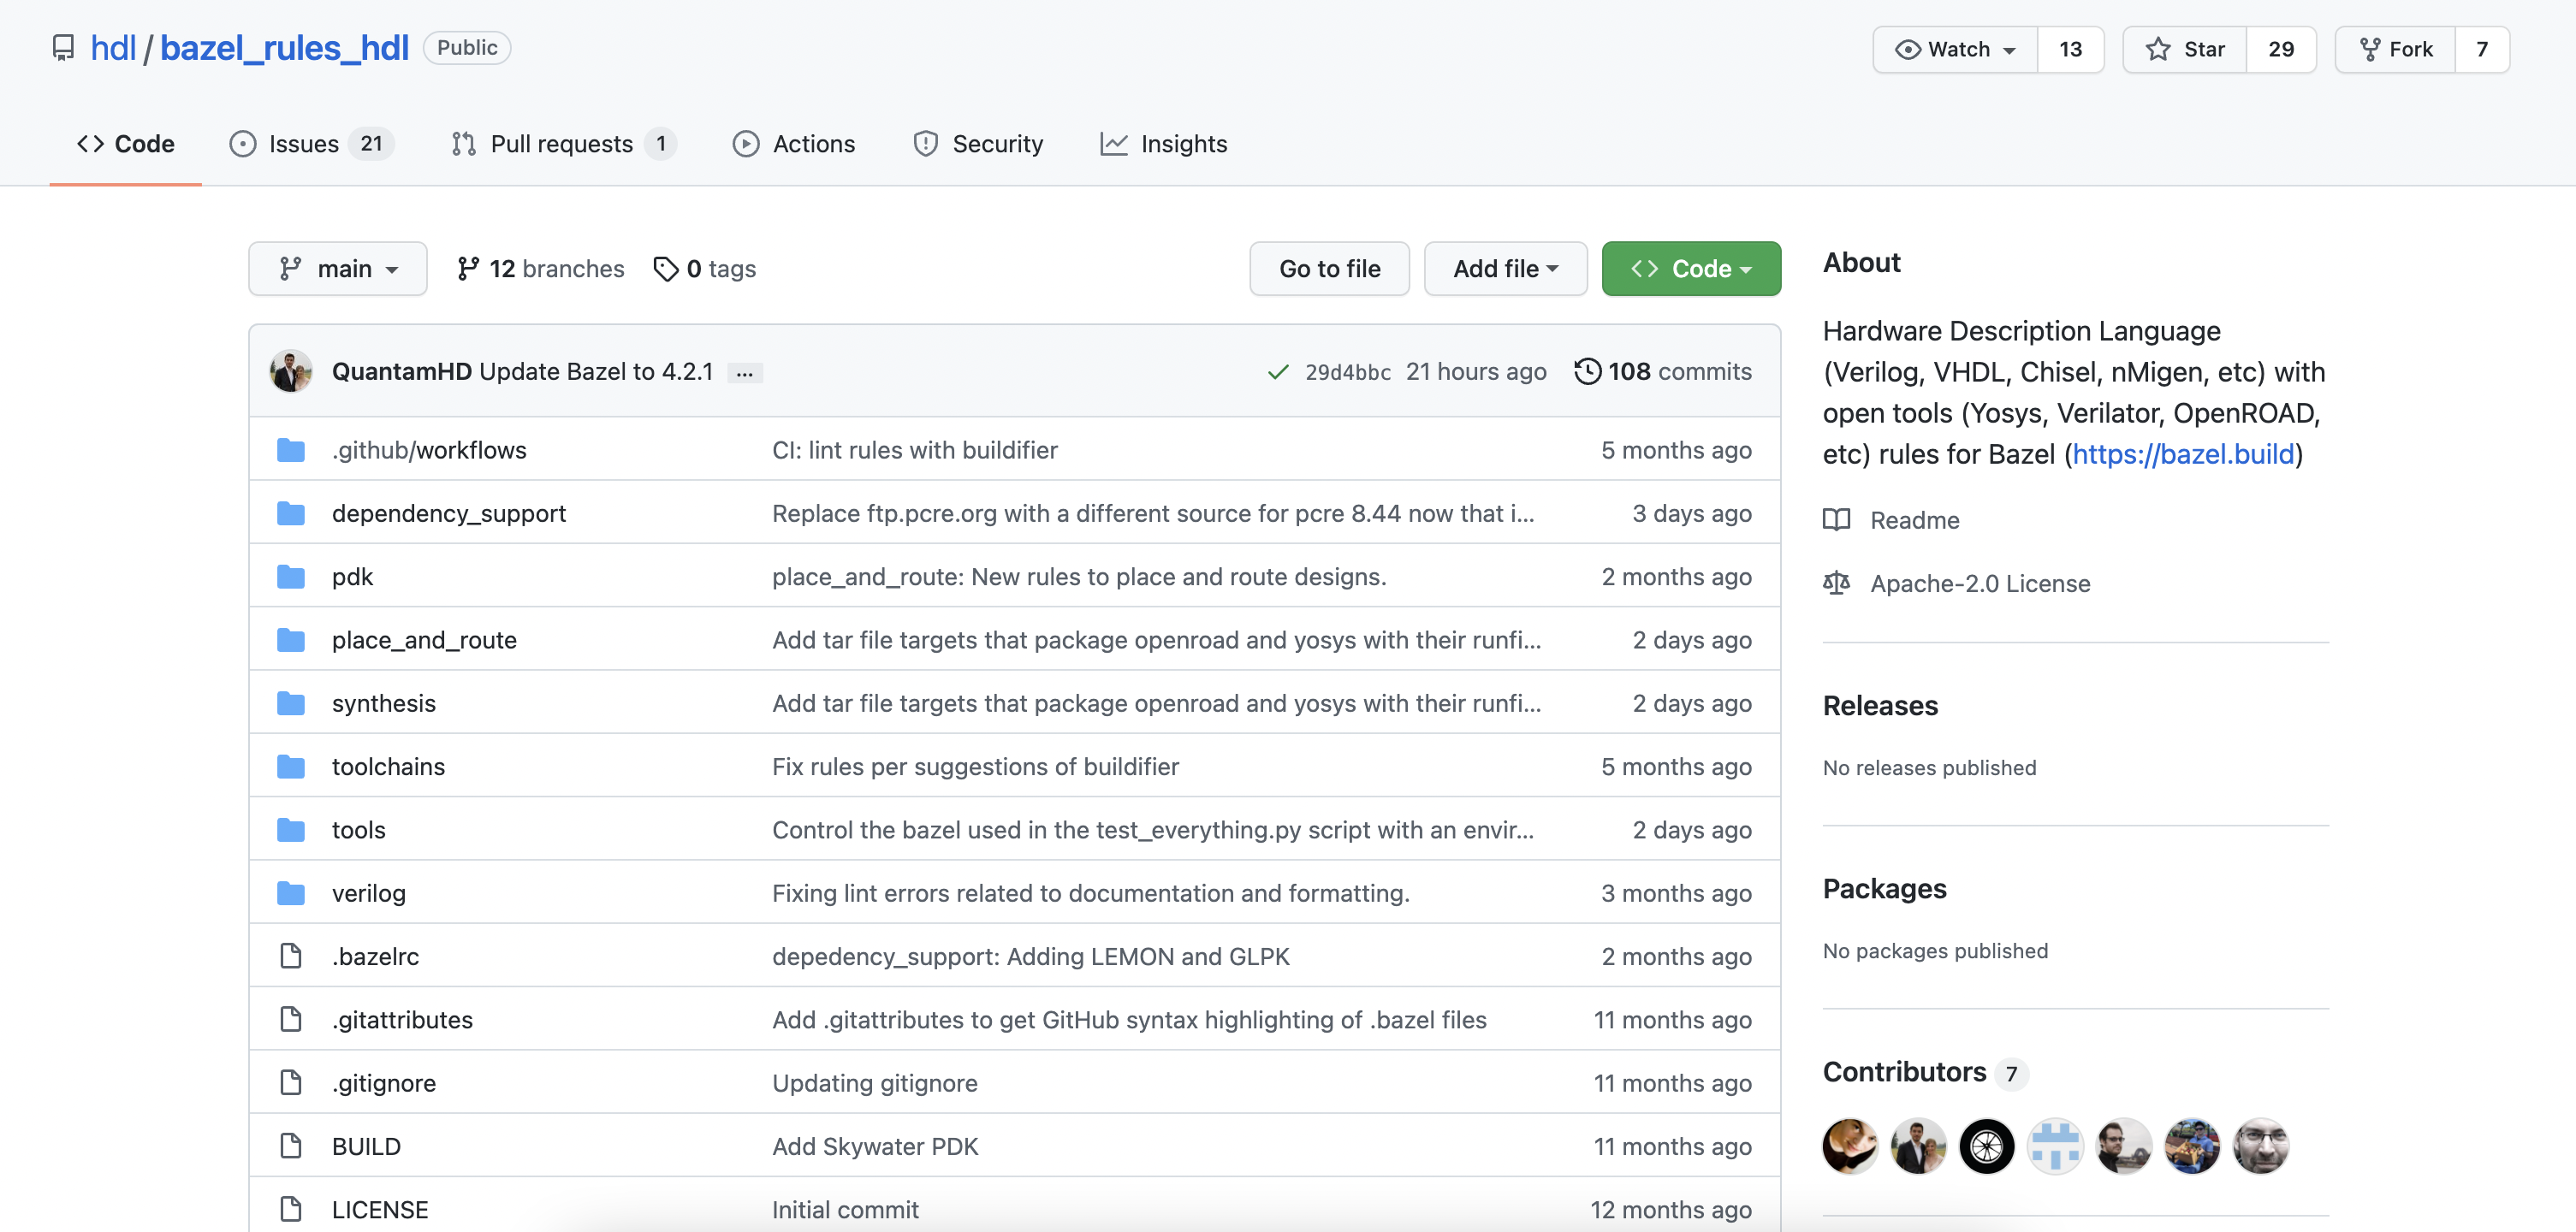 hdl / bazel_rules_hdl Public Watch 13 Star 29 Fork 7
Code Issues 21 Pull requests 1 Actions Security Insights
main 12 branches 0 tags Go to file Add file Code
QuantamHD Update Bazel to 4.2.1 ... 29d4bbc 21 hours ago 108 commits
.github/workflows CI: lint rules with buildifier 5 months ago
dependency_support Replace ftp.pcre.org with a different source for pcre 8.44 now that i... 3 days ago
pdk place_and_route: New rules to place and route designs. 2 months ago
place_and_route Add tar file targets that package openroad and yosys with their runfi... 2 days ago
synthesis Add tar file targets that package openroad and yosys with their runfi... 2 days ago
toolchains Fix rules per suggestions of buildifier 5 months ago
tools Control the bazel used in the test_everything.py script with an envir... 2 days ago
verilog Fixing lint errors related to documentation and formatting. 3 months ago
.bazelrc depedency_support: Adding LEMON and GLPK 2 months ago
.gitattributes Add .gitattributes to get GitHub syntax highlighting of .bazel files 11 months ago
.gitignore Updating gitignore 11 months ago
BUILD Add Skywater PDK 11 months ago
LICENSE Initial commit 12 months ago
About
Hardware Description Language
(Verilog, VHDL, Chisel, nMigen, etc) with
open tools (Yosys, Verilator, OpenROAD,
etc) rules for Bazel (https://bazel.build)
Readme
Apache-2.0 License
Releases
No releases published
Packages
No packages published
Contributors 7